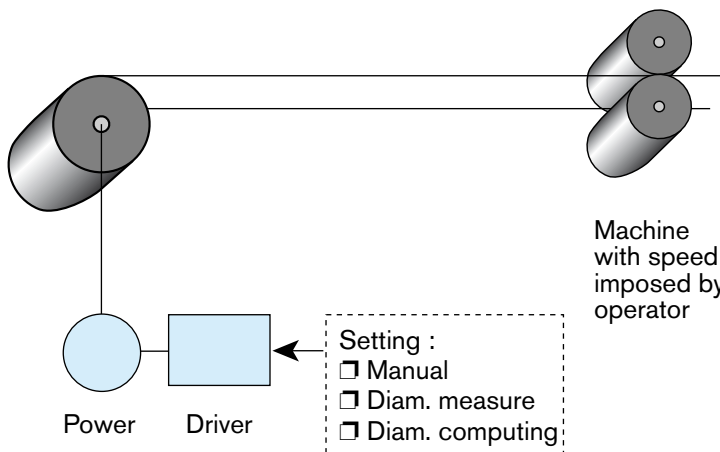 Machine
with speed
imposed by
operator
Setting :
❒ Manual
❒ Diam. measure
❒ Diam. computing
Power
Driver